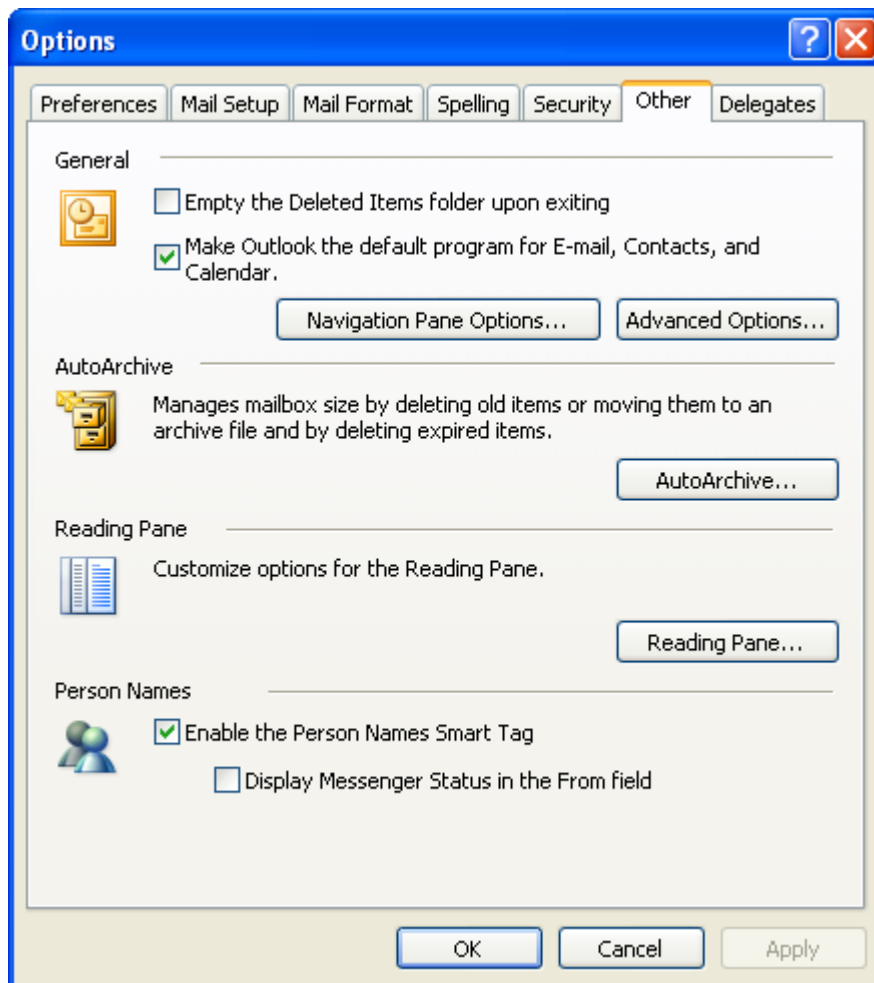 Options
Preferences Mail Setup Mail Format Spelling Security Other Delegates
General
Empty the Deleted Items folder upon exiting
Make Outlook the default program for E-mail, Contacts, and
Calendar.
Navigation Pane Options... Advanced Options...
AutoArchive
Manages mailbox size by deleting old items or moving them to an
archive file and by deleting expired items.
AutoArchive...
Reading Pane
Customize options for the Reading Pane.
Reading Pane...
Person Names
Enable the Person Names Smart Tag
Display Messenger Status in the From field
OK Cancel Apply